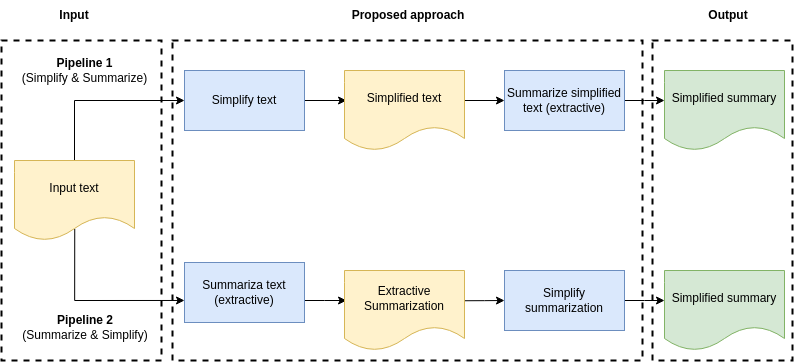 Input
Proposed approach
Output
Pipeline 1
(Simplify & Summarize)
Simplify text
Simplified text
Summarize simplified
text (extractive)
Simplified summary
Input text
Summariza text
(extractive)
Extractive
Summarization
Simplify
summarization
Simplified summary
Pipeline 2
(Summarize & Simplify)